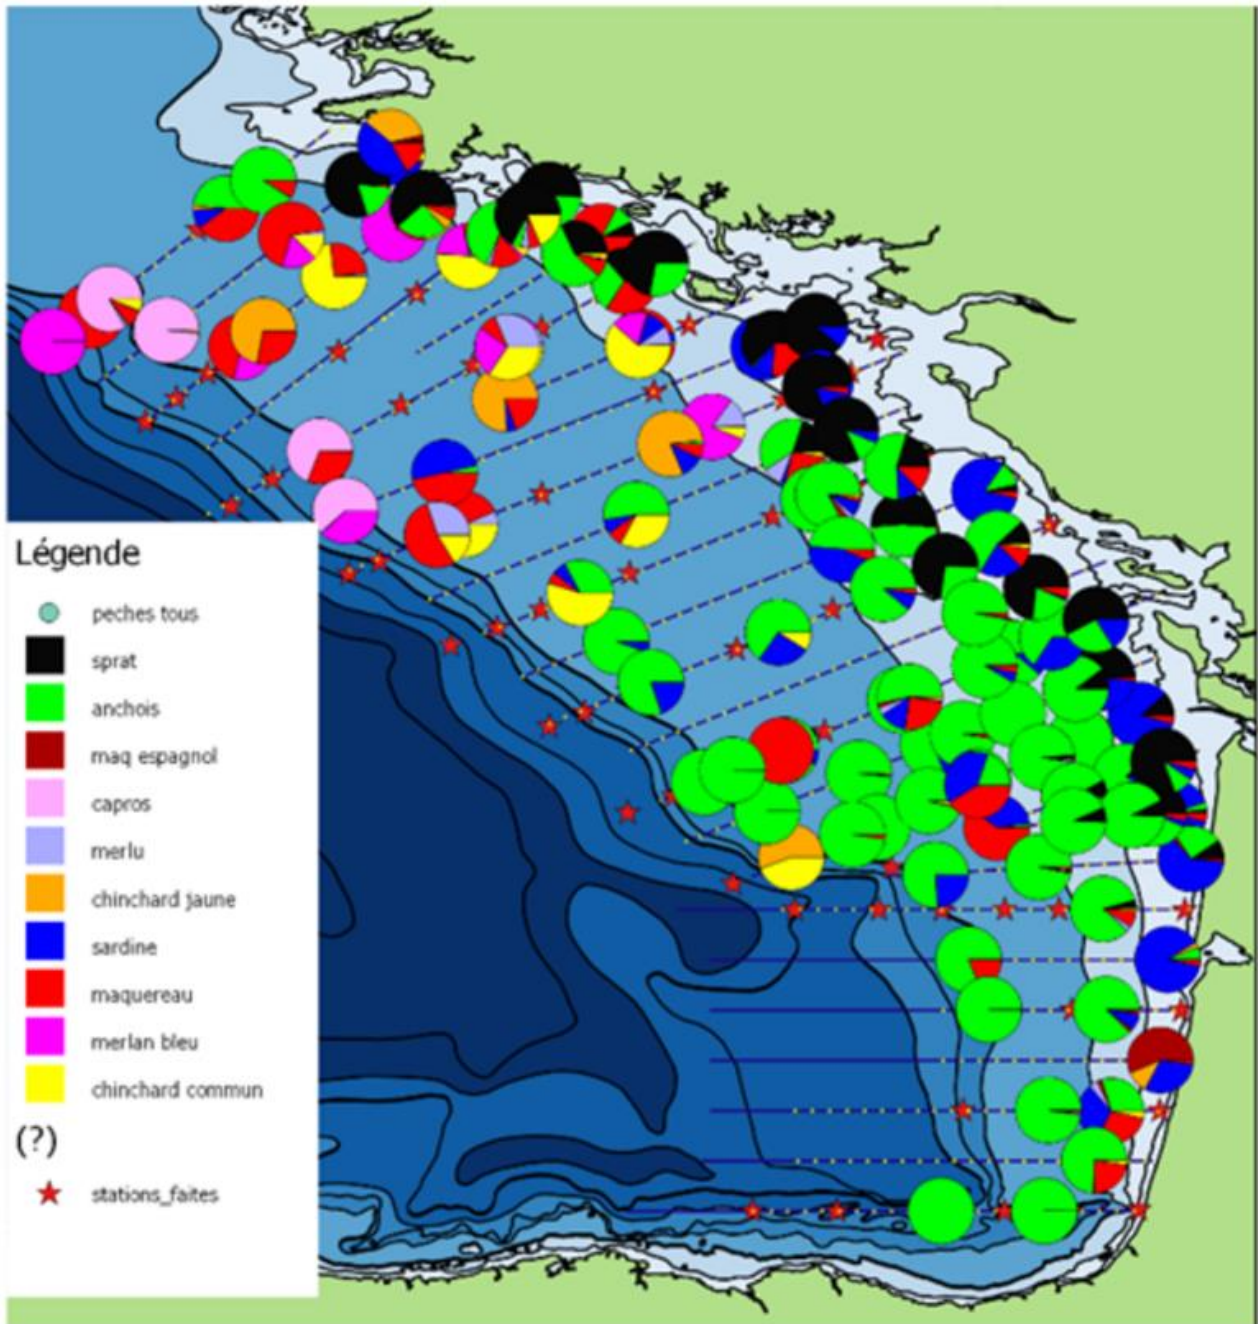 Légende
peches tous
sprat
anchois
maq espagnol
capros
merlu
chinchard jaune
sardine
maquereau
merlan bleu
chinchard commun
(?)
stations_faites